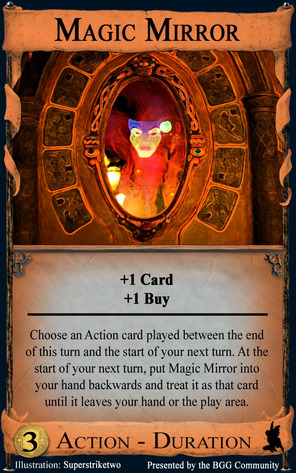 MAGIC MIRROR
+1 Card
+1 Buy
Choose an Action card played between the end
of this turn and the start of your next turn. At the
start of your next turn, put Magic Mirror into
your hand backwards and treat it as that card
until it leaves your hand or the play area.
3 ACTION - DURATION
Illustration: Superstriketwo Presented by the BGG Community